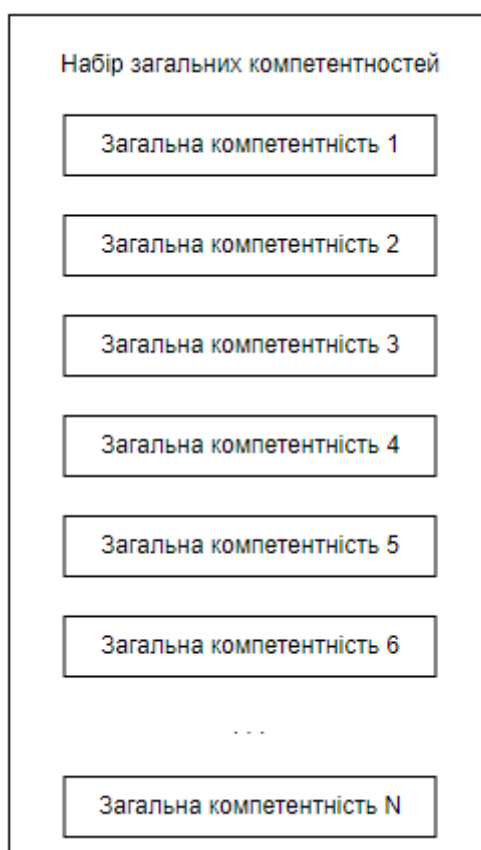 Набір загальних компетентностей
Загальна компетентність 1
Загальна компетентність 2
Загальна компетентність 3
Загальна компетентність 4
Загальна компетентність 5
Загальна компетентність 6
. . .
Загальна компетентність N